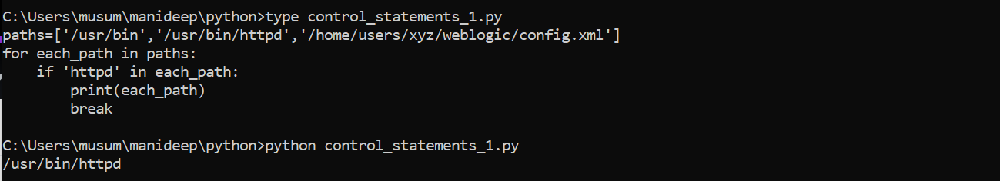 C:\Users\musum\manideep\python>type control_statements_1.py
paths=['/usr/bin','/usr/bin/httpd','/home/users/xyz/weblogic/config.xml']
for each_path in paths:
    if 'httpd' in each_path:
        print(each_path)
        break

C:\Users\musum\manideep\python>python control_statements_1.py
/usr/bin/httpd